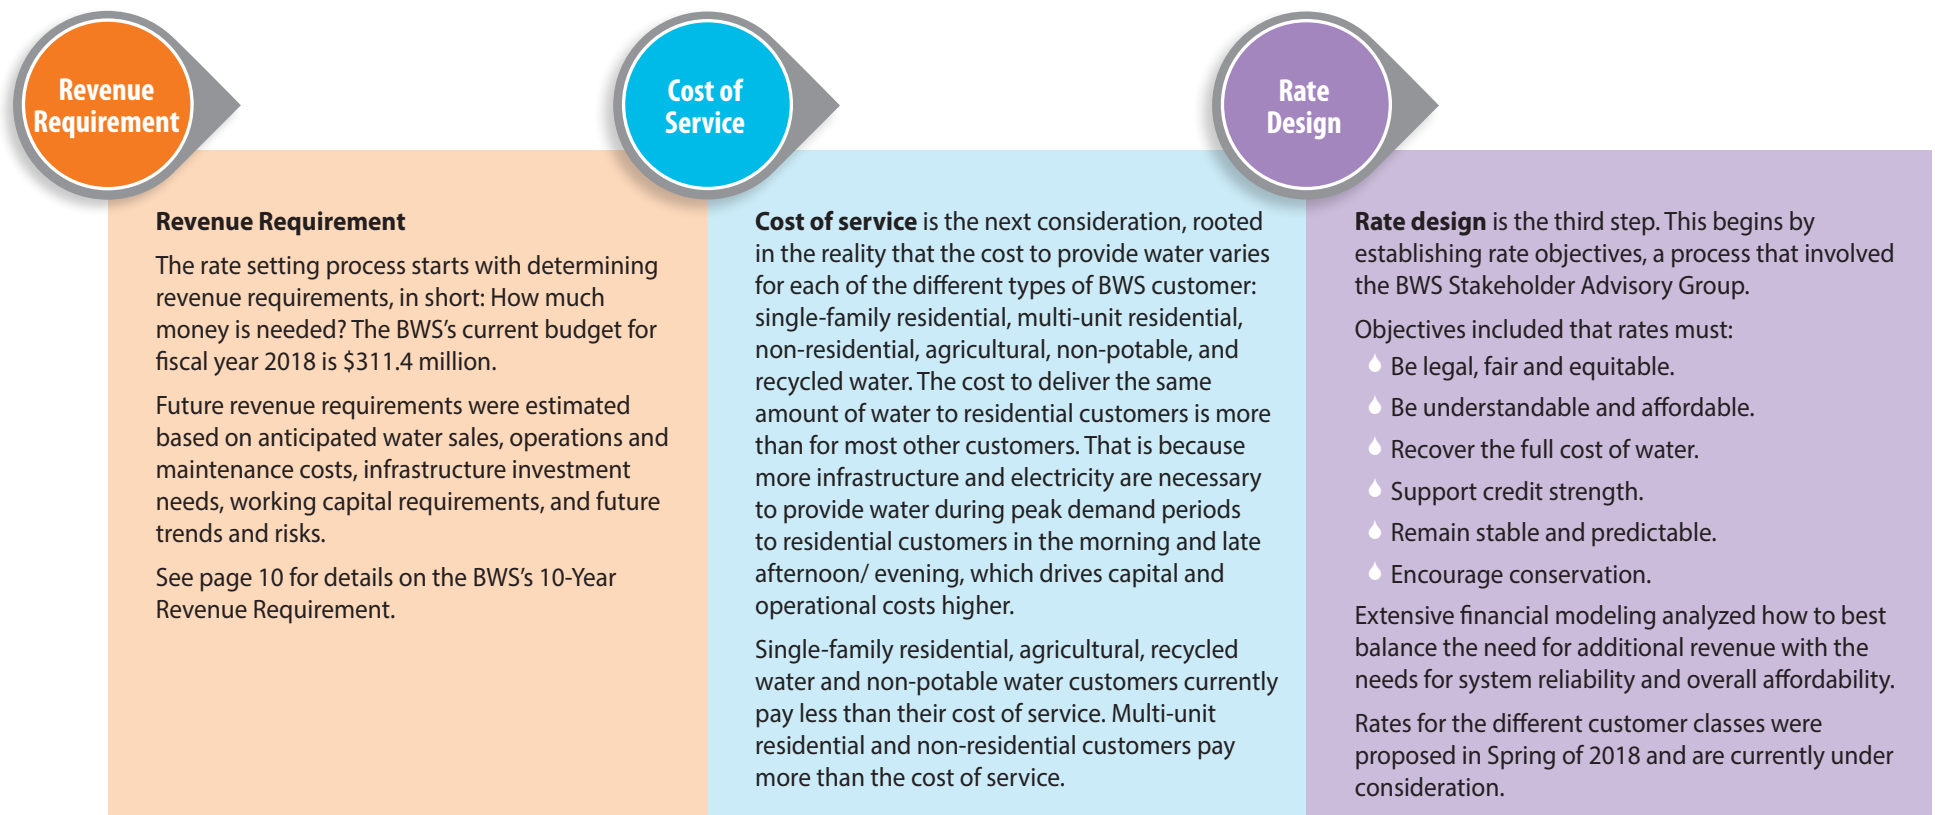 Revenue
Requirement
Revenue Requirement
The rate setting process starts with determining
revenue requirements, in short: How much
money is needed? The BWS’s current budget for
fiscal year 2018 is $311.4 million.
Future revenue requirements were estimated
based on anticipated water sales, operations and
maintenance costs, infrastructure investment
needs, working capital requirements, and future
trends and risks.
See page 10 for details on the BWS’s 10-Year
Revenue Requirement.
Cost of
Service
Cost of service is the next consideration, rooted
in the reality that the cost to provide water varies
for each of the different types of BWS customer:
single-family residential, multi-unit residential,
non-residential, agricultural, non-potable, and
recycled water. The cost to deliver the same
amount of water to residential customers is more
than for most other customers. That is because
more infrastructure and electricity are necessary
to provide water during peak demand periods
to residential customers in the morning and late
afternoon/ evening, which drives capital and
operational costs higher.
Single-family residential, agricultural, recycled
water and non-potable water customers currently
pay less than their cost of service. Multi-unit
residential and non-residential customers pay
more than the cost of service.
Rate
Design
Rate design is the third step. This begins by
establishing rate objectives, a process that involved
the BWS Stakeholder Advisory Group.
Objectives included that rates must:
Be legal, fair and equitable.
Be understandable and affordable.
Recover the full cost of water.
Support credit strength.
Remain stable and predictable.
Encourage conservation.
Extensive financial modeling analyzed how to best
balance the need for additional revenue with the
needs for system reliability and overall affordability.
Rates for the different customer classes were
proposed in Spring of 2018 and are currently under
consideration.